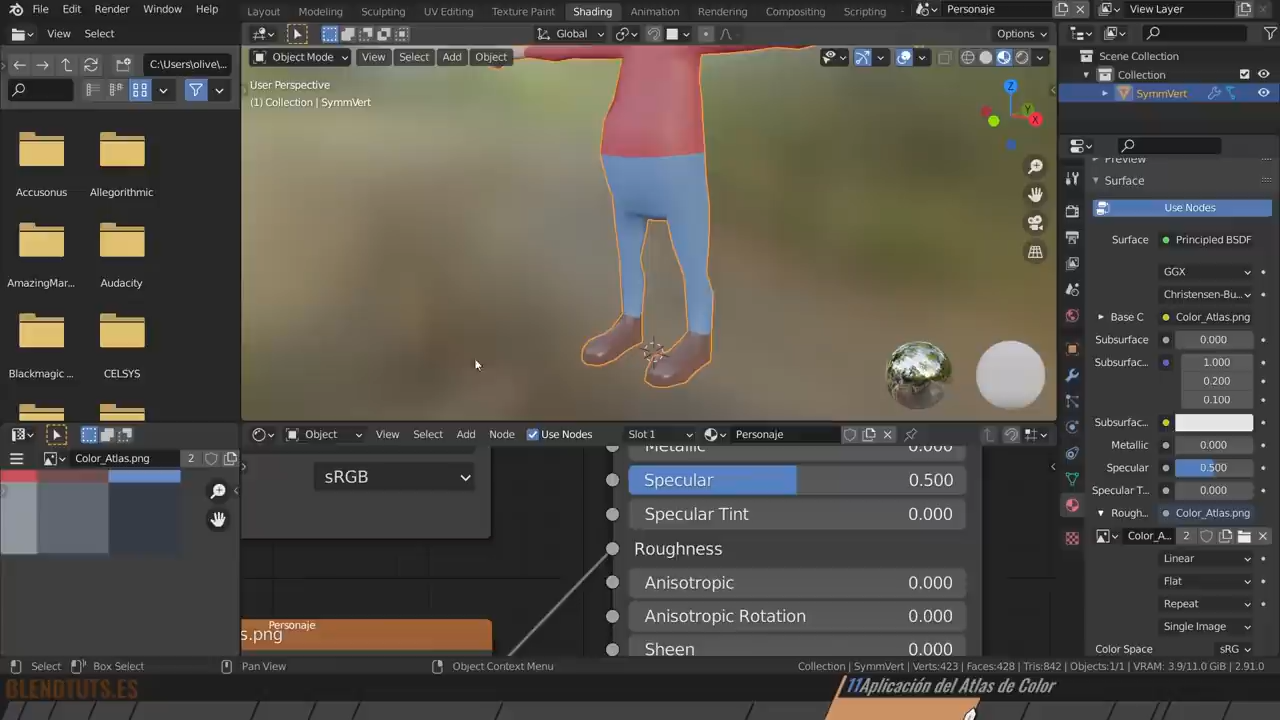 File Edit Render Window Help Layout Modeling Sculpting UV Editing Texture Paint Shading Animation Rendering Compositing Scripting Personaje View Layer
View Select Global Options
C:\Users\olive\... Object Mode View Select Add Object
User Perspective
(1) Collection | SymmVert
Z
Y
X
Accusonus Allegorithmic
AmazingMar... Audacity
Blackmagic ... CELSYS
Scene Collection
Collection
SymmVert
Preview
Surface
Use Nodes
Surface Principled BSDF
GGX
Christensen-Bu...
Base C Color_Atlas.png
Subsurface 0.000
Subsurfac... 1.000
0.200
0.100
Subsurfac...
Metallic 0.000
Specular 0.500
Specular T... 0.000
Rough... Color_Atlas.png
Color_A... 2
Linear
Flat
Repeat
Single Image
Color Space sRG
Object View Select Add Node Use Nodes Slot 1 Personaje
Color_Atlas.png 2
sRGB
Metallic 0.000
Specular 0.500
Specular Tint 0.000
Roughness
Anisotropic 0.000
Anisotropic Rotation 0.000
Sheen 0.000
Personaje
s.png
Select Box Select Pan View Object Context Menu Collection | SymmVert | Verts:423 | Faces:428 | Tris:842 | Objects:1/1 | VRAM: 3.9/11.0 GiB | 2.91.0
BLENDTUTS.ES
11 Aplicación del Atlas de Color